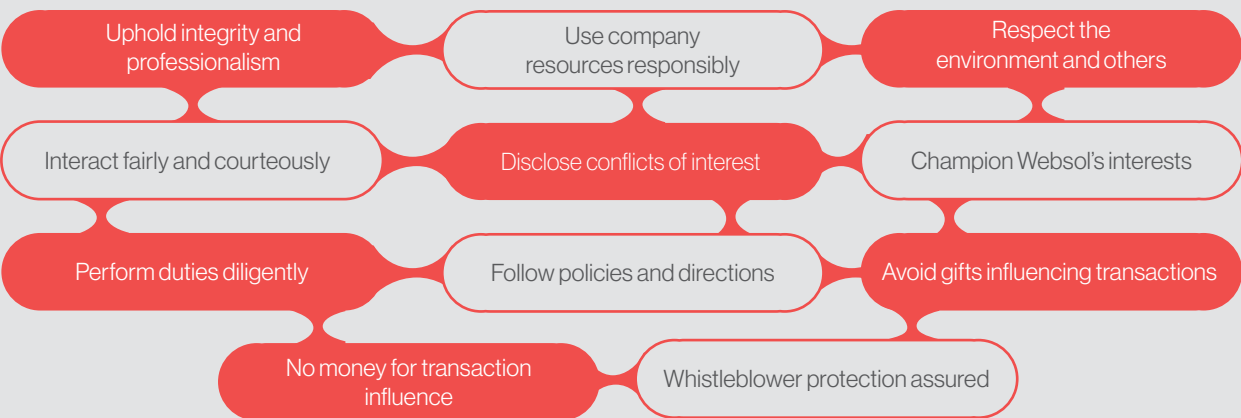 Uphold integrity and
professionalism
Use company
resources responsibly
Respect the
environment and others
Interact fairly and courteously
Disclose conflicts of interest
Champion Websol's interests
Perform duties diligently
Follow policies and directions
Avoid gifts influencing transactions
No money for transaction
influence
Whistleblower protection assured